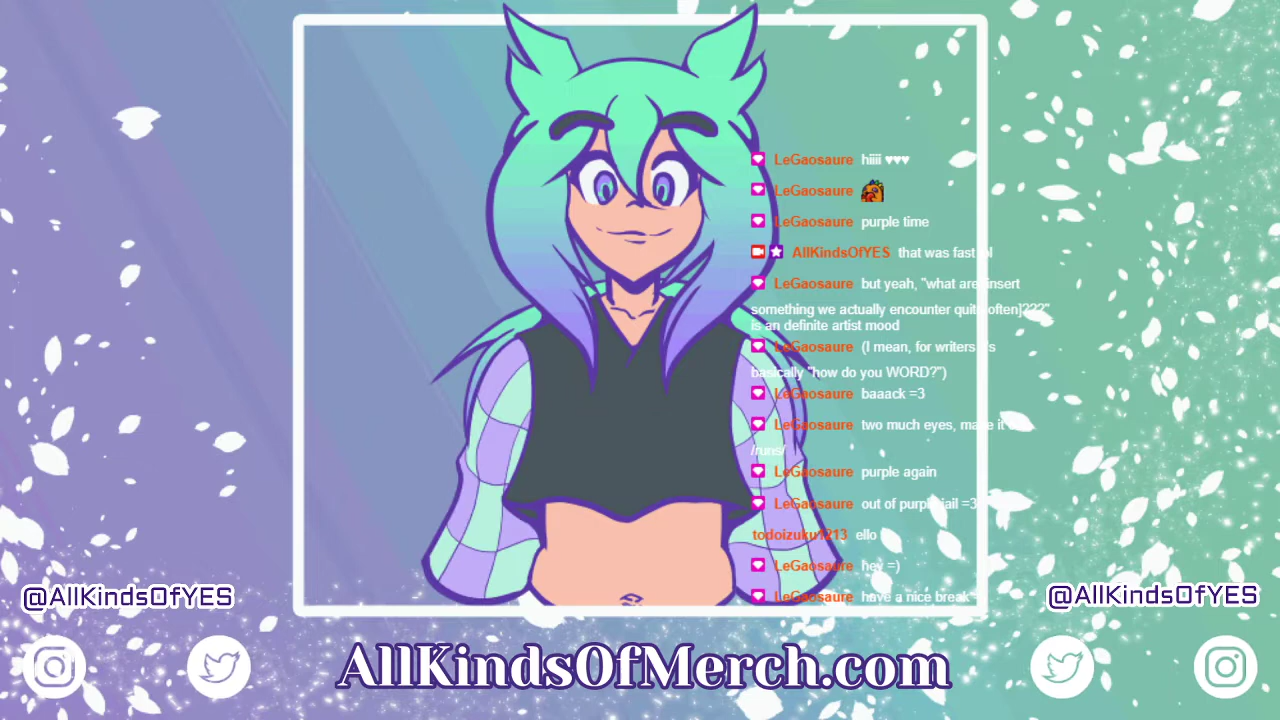 LeGaosaure hiiii ♥♥♥
LeGaosaure
LeGaosaure purple time
AllKindsOfYES that was fast lol
LeGaosaure but yeah, "what are [insert
something we actually encounter quite often]???"
is an definite artist mood
LeGaosaure (I mean, for writers it's
basically "how do you WORD?")
LeGaosaure baaack =3
LeGaosaure two much eyes, make it
/runs/
LeGaosaure purple again
LeGaosaure out of purple jail =3
todoizuku1213 ello
LeGaosaure hey =)
LeGaosaure have a nice break
@AllKindsOfYES
@AllKindsOfYES
AllKindsOfMerch.com